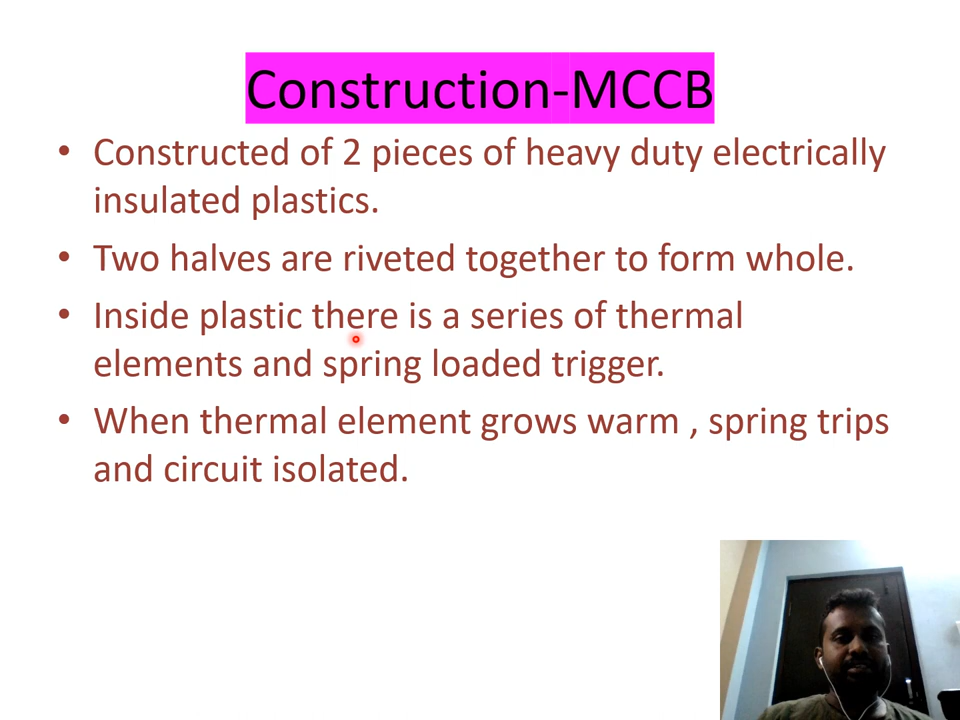 Construction-MCCB
• Constructed of 2 pieces of heavy duty electrically
insulated plastics.
• Two halves are riveted together to form whole.
• Inside plastic there is a series of thermal
elements and spring loaded trigger.
• When thermal element grows warm , spring trips
and circuit isolated.